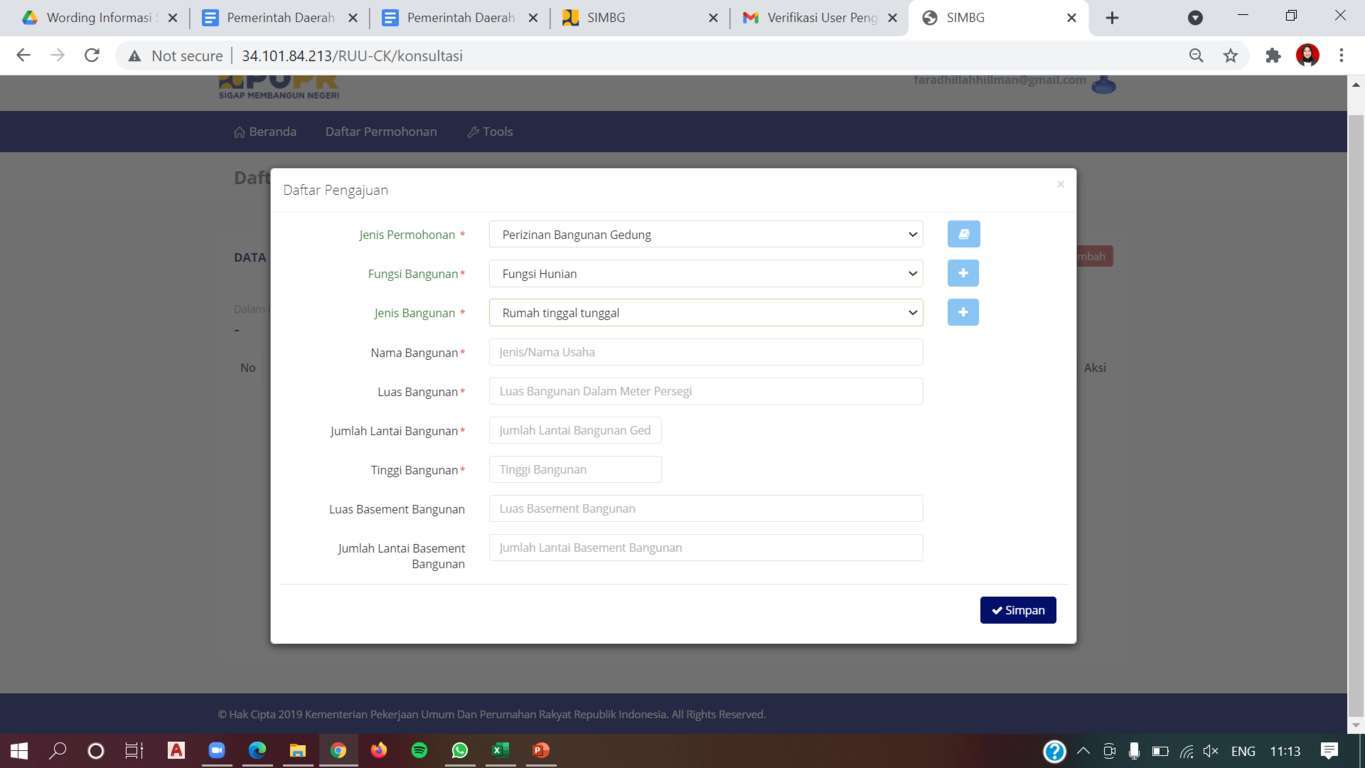 Wording Informasi S
Pemerintah Daerah
Pemerintah Daerah
SIMBG
Verifikasi User Peng
SIMBG
Not secure
34.101.84.213/RUU-CK/konsultasi
SIGAP MEMBANGUN NEGERI
faradhillahhillman@gmail.com
Beranda
Daftar Permohonan
Tools
Daft
Daftar Pengajuan
×
DATA
mbah
Dalam
-
No
Aksi
Jenis Permohonan *
Perizinan Bangunan Gedung
Fungsi Bangunan*
Fungsi Hunian
Jenis Bangunan *
Rumah tinggal tunggal
Nama Bangunan*
Jenis/Nama Usaha
Luas Bangunan*
Luas Bangunan Dalam Meter Persegi
Jumlah Lantai Bangunan*
Jumlah Lantai Bangunan Ged
Tinggi Bangunan*
Tinggi Bangunan
Luas Basement Bangunan
Luas Basement Bangunan
Jumlah Lantai Basement
Bangunan
Jumlah Lantai Basement Bangunan
Simpan
© Hak Cipta 2019 Kementerian Pekerjaan Umum Dan Perumahan Rakyat Republik Indonesia. All Rights Reserved.
ENG
11:13